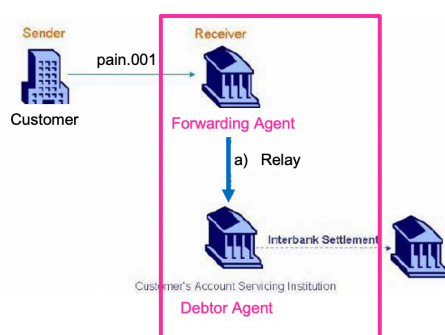 Sender
Receiver
pain.001
Customer
Forwarding Agent
a) Relay
Interbank Settlement
Customer's Account Servicing Institution
Debtor Agent